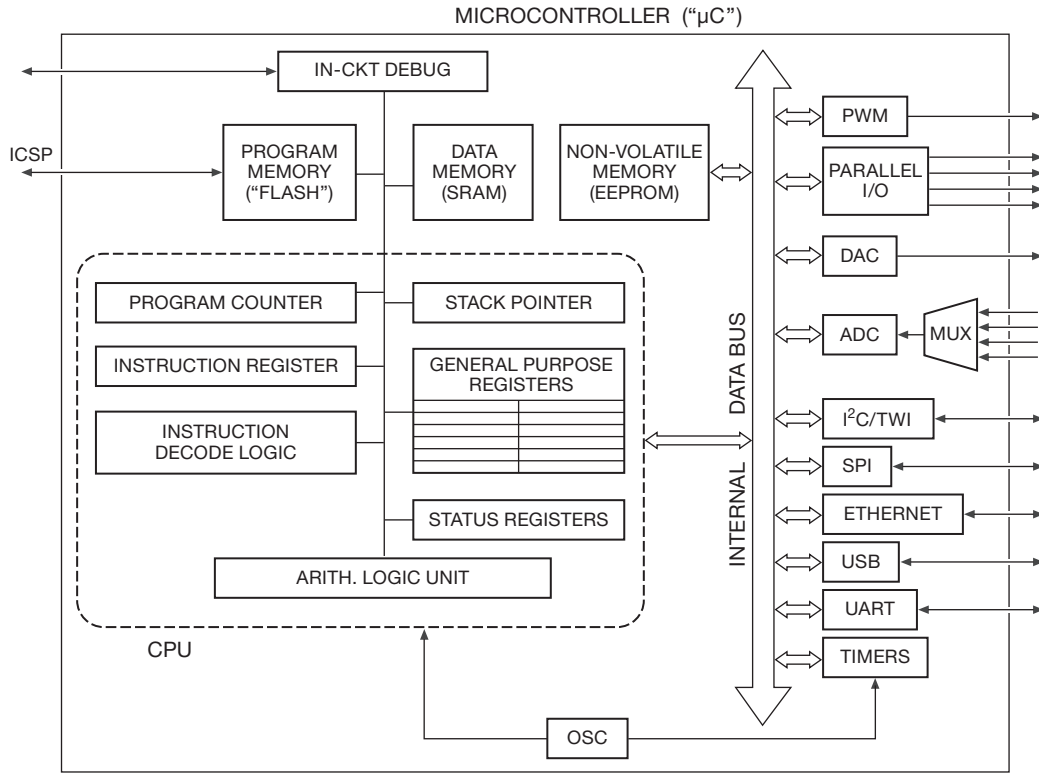 MICROCONTROLLER (“µC”)
IN-CKT DEBUG
ICSP
PROGRAM
MEMORY
(“FLASH”)
DATA
MEMORY
(SRAM)
NON-VOLATILE
MEMORY
(EEPROM)
PROGRAM COUNTER
STACK POINTER
INSTRUCTION REGISTER
GENERAL PURPOSE
REGISTERS
INSTRUCTION
DECODE LOGIC
STATUS REGISTERS
ARITH. LOGIC UNIT
CPU
OSC
INTERNAL DATA BUS
PWM
PARALLEL
I/O
DAC
ADC
MUX
I²C/TWI
SPI
ETHERNET
USB
UART
TIMERS